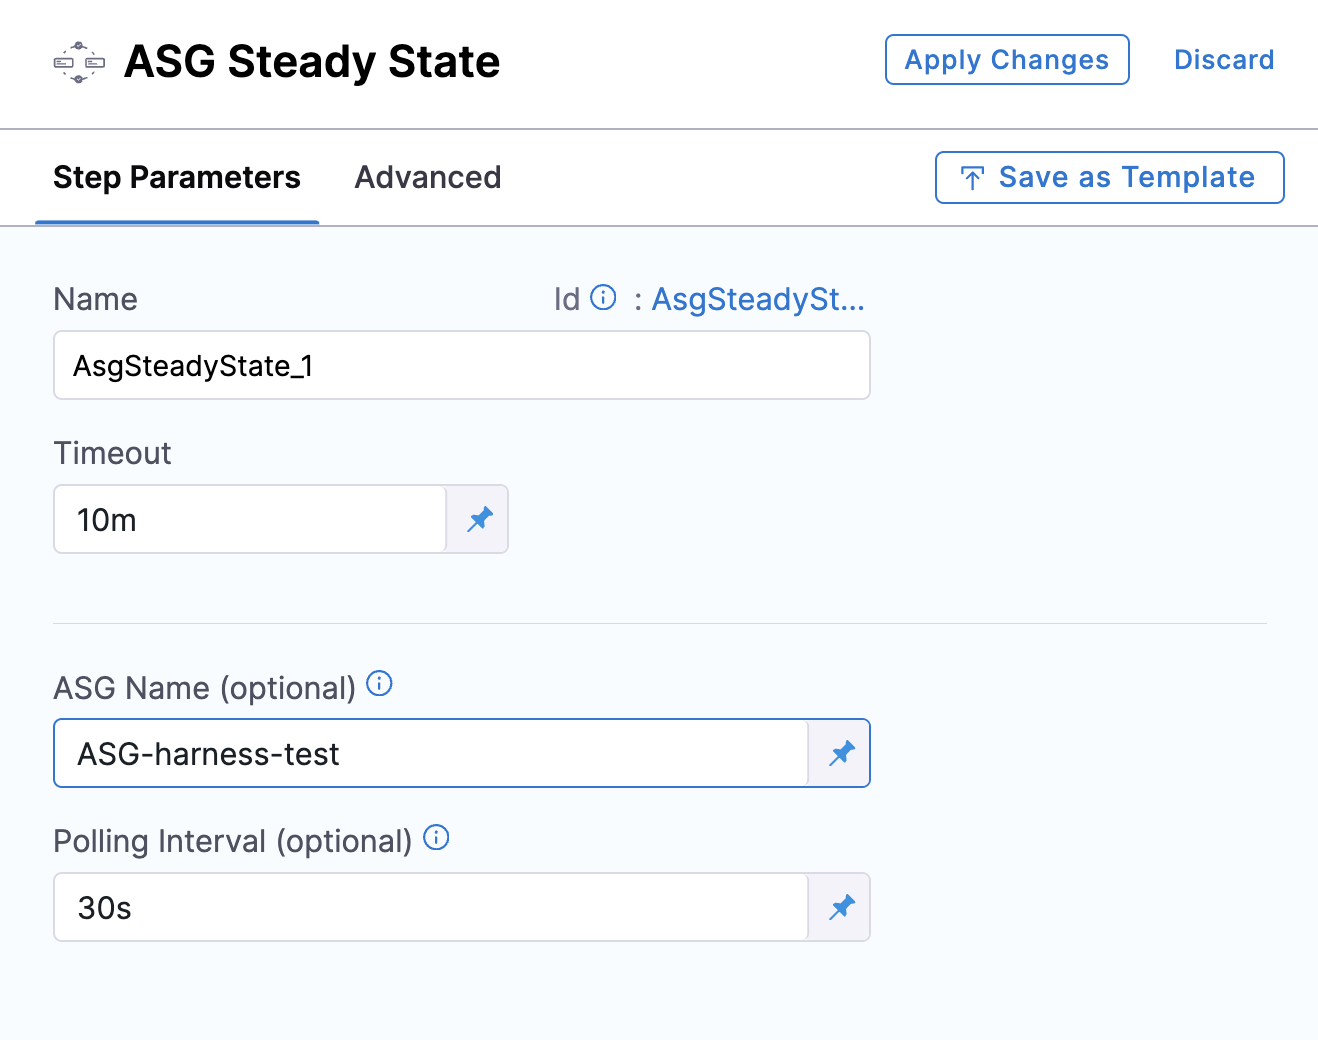 ASG Steady State
Apply Changes
Discard
Step Parameters
Advanced
Save as Template
Name
Id : AsgSteadySt...
AsgSteadyState_1
Timeout
10m
ASG Name (optional)
ASG-harness-test
Polling Interval (optional)
30s